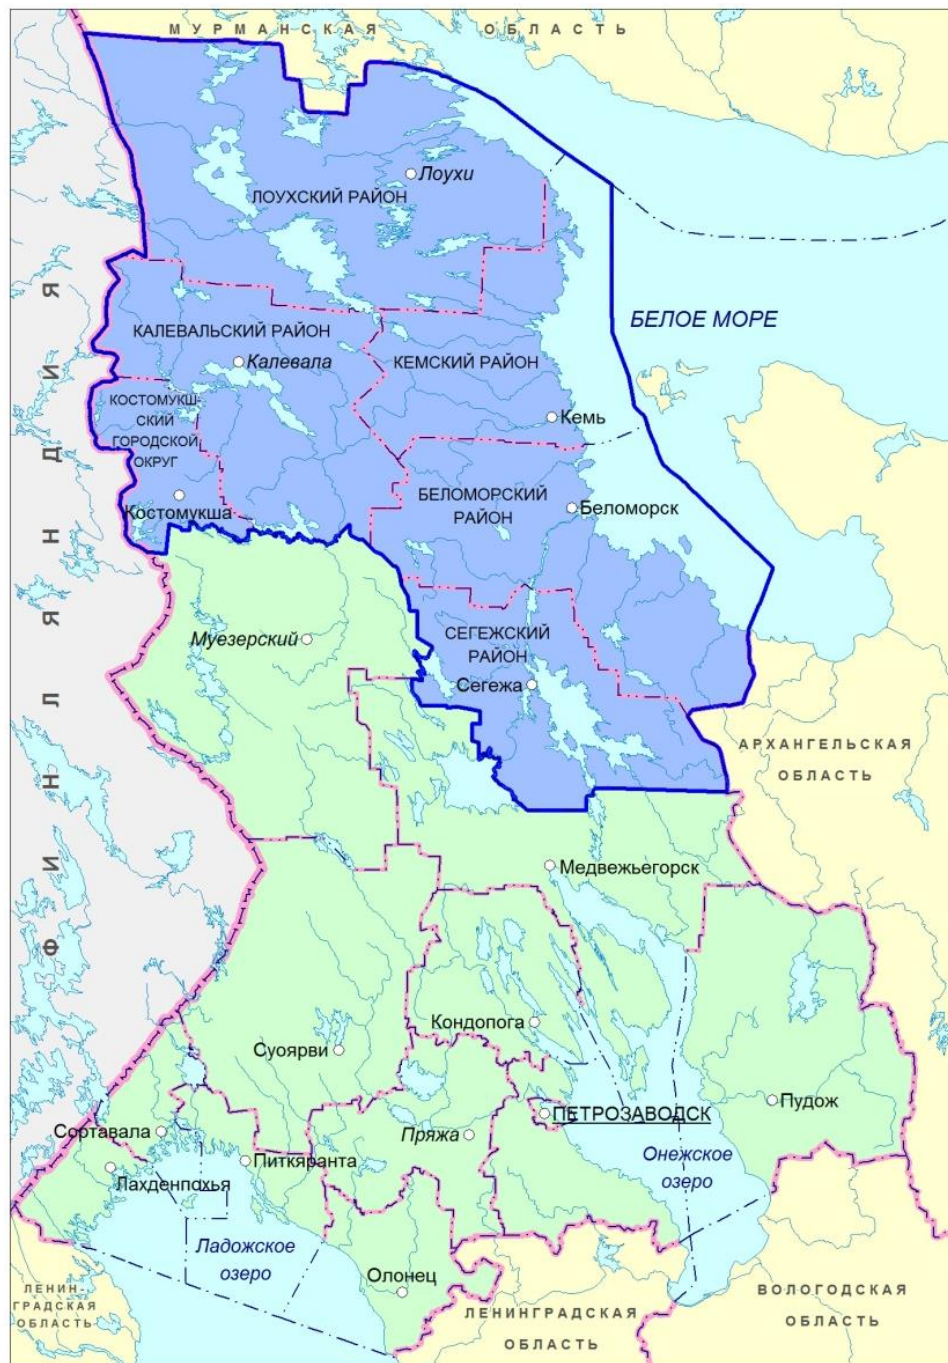 МУРМАНСКАЯ ОБЛАСТЬ
Лоухи
ЛОУХСКИЙ РАЙОН
ФИНЛЯНДИЯ
БЕЛОЕ МОРЕ
КАЛЕВАЛЬСКИЙ РАЙОН
Калевала
КЕМСКИЙ РАЙОН
КОСТОМУКШ-
СКИЙ
ГОРОДСКОЙ
ОКРУГ
Кемь
Костомукша
БЕЛОМОРСКИЙ
РАЙОН
Беломорск
Муезерский
СЕГЕЖСКИЙ
РАЙОН
Сегежа
АРХАНГЕЛЬСКАЯ
ОБЛАСТЬ
Медвежьегорск
Кондопога
Суоярви
ПЕТРОЗАВОДСК
Пудож
Сортавала
Пряжа
Питкяранта
Онежское
озеро
Лахденпохья
Ладожское
озеро
Олонец
ЛЕНИН-
ГРАДСКАЯ
ОБЛАСТЬ
ЛЕНИНГРАДСКАЯ
ОБЛАСТЬ
ВОЛОГОДСКАЯ
ОБЛАСТЬ